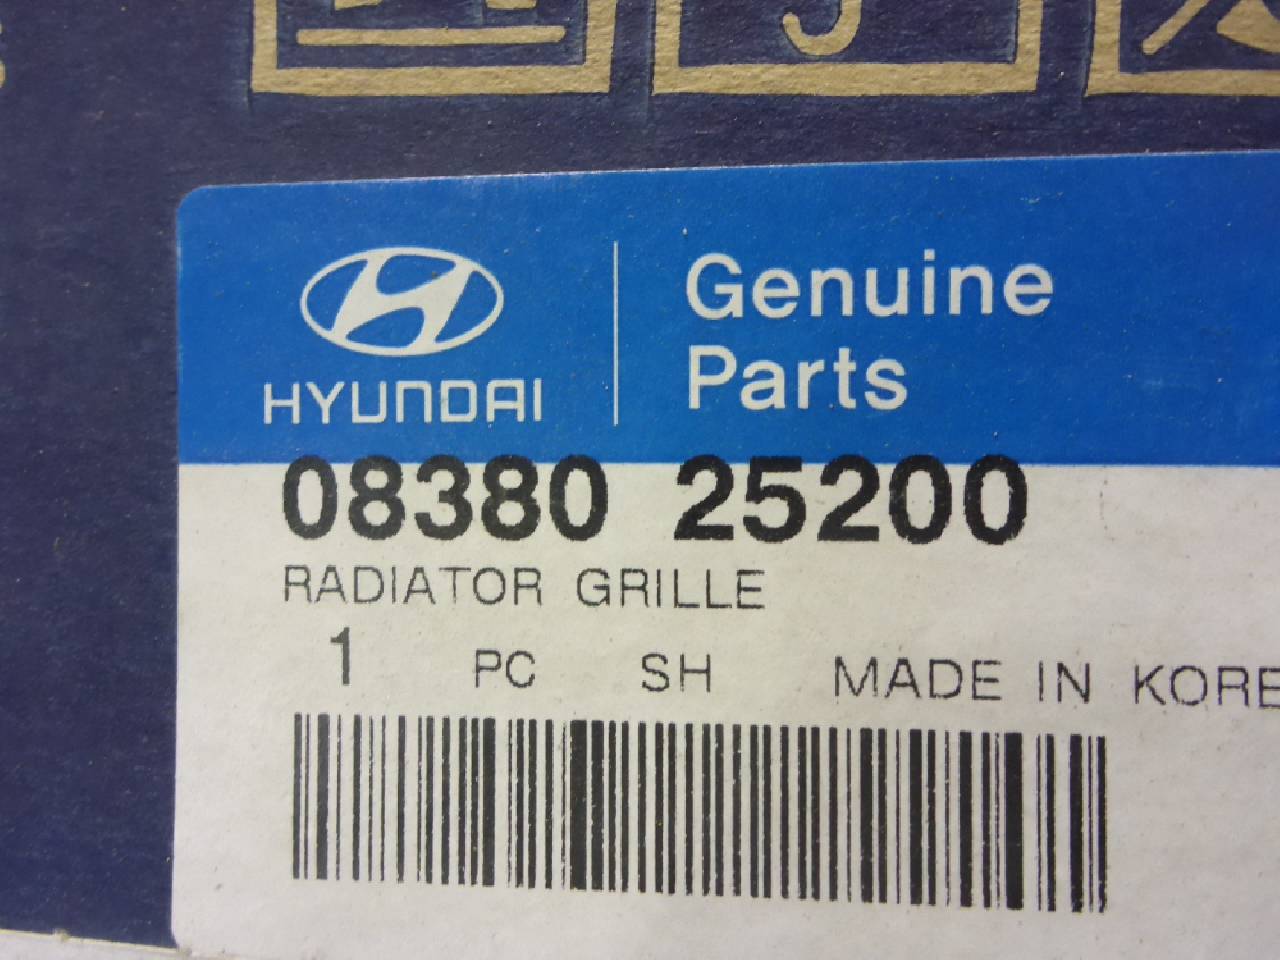 HYUNDAI
Genuine
Parts
08380 25200
RADIATOR GRILLE
1 PC SH MADE IN KORE